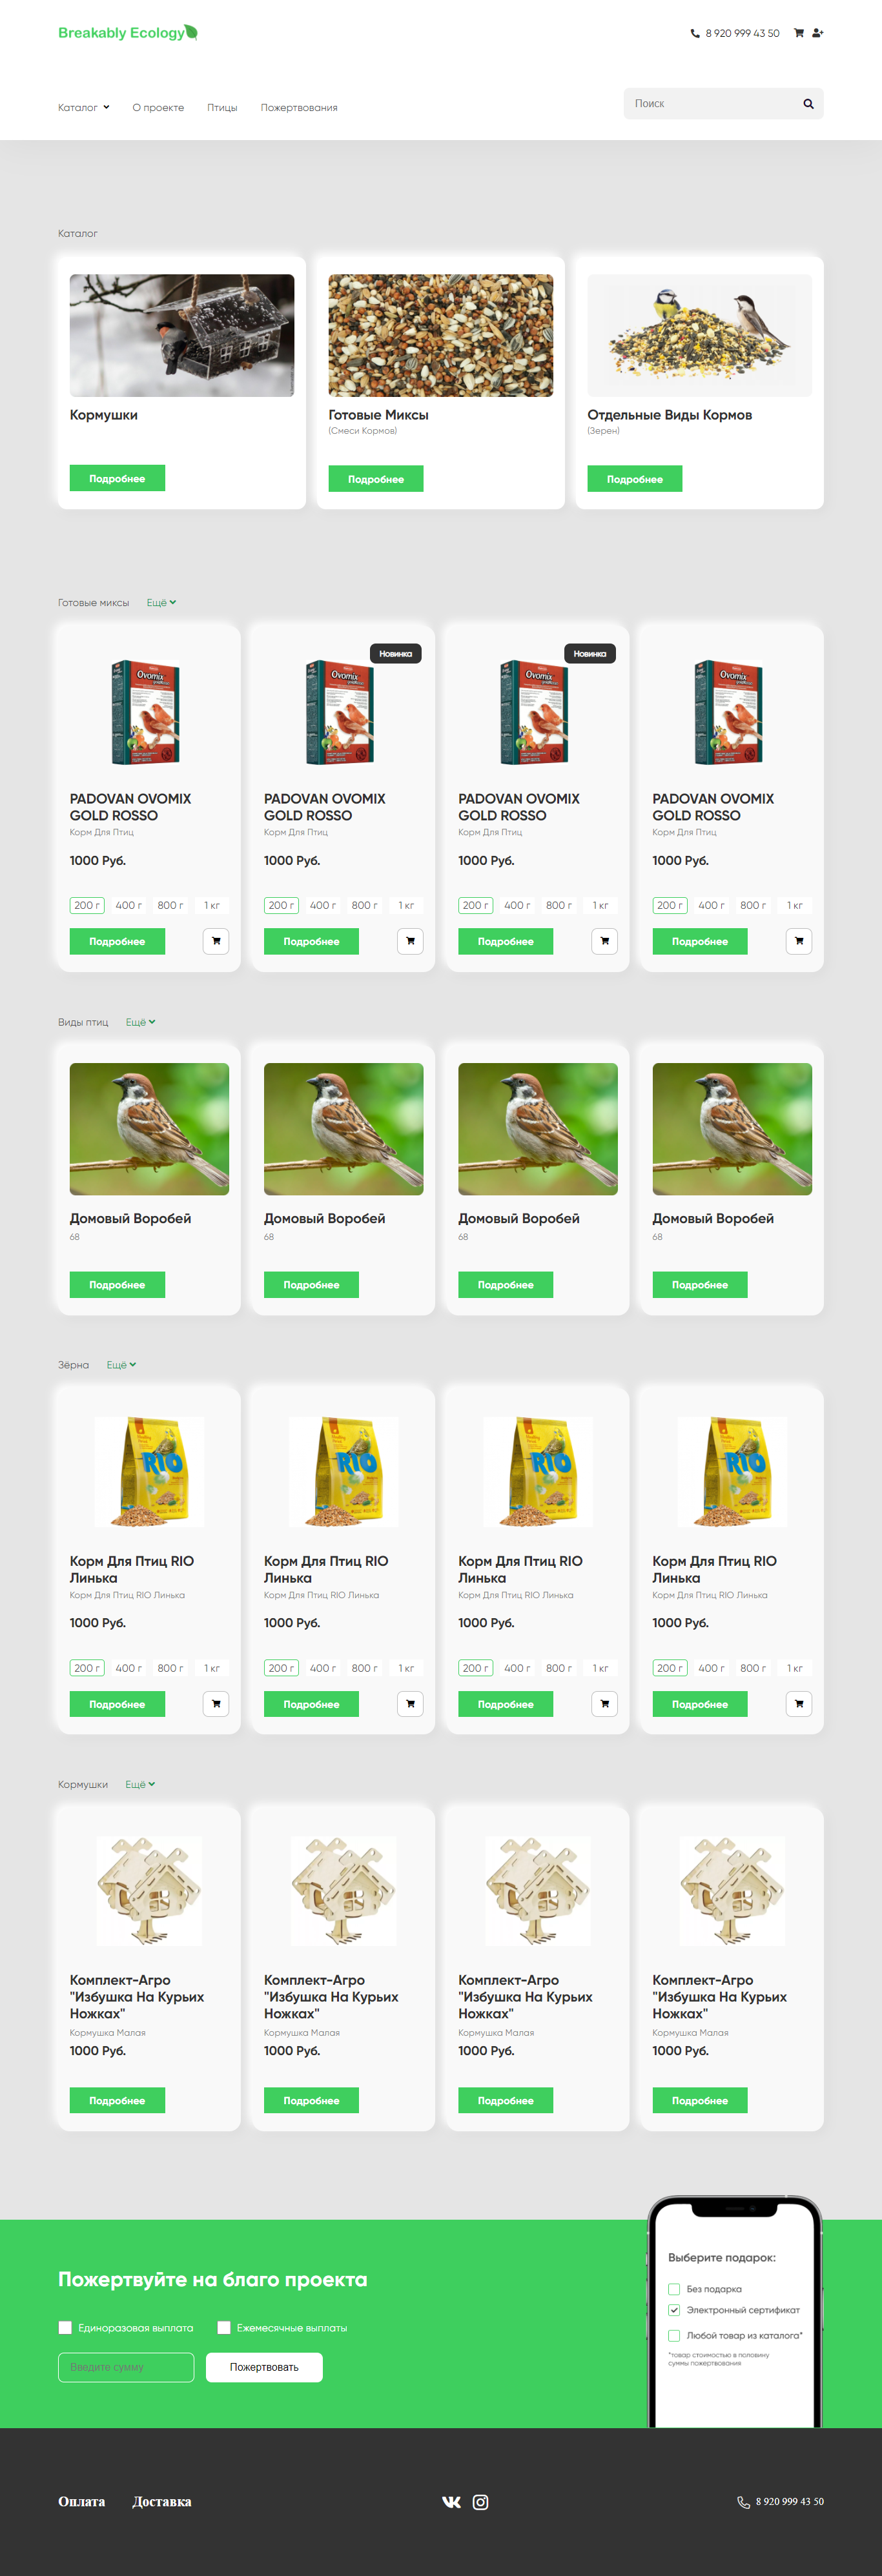 Breakably Ecology
8 920 999 43 50
Каталог
О проекте
Птицы
Пожертвования
Поиск
Каталог
Кормушки
Подробнее
Готовые Миксы
(Смеси Кормов)
Подробнее
Отдельные Виды Кормов
(Зерен)
Подробнее
Готовые миксы
Ещё
Ovomix
PADOVAN OVOMIX
GOLD ROSSO
Корм Для Птиц
1000 Руб.
200 г
400 г
800 г
1 кг
Подробнее
Новинка
Ovomix
PADOVAN OVOMIX
GOLD ROSSO
Корм Для Птиц
1000 Руб.
200 г
400 г
800 г
1 кг
Подробнее
Новинка
Ovomix
PADOVAN OVOMIX
GOLD ROSSO
Корм Для Птиц
1000 Руб.
200 г
400 г
800 г
1 кг
Подробнее
Ovomix
PADOVAN OVOMIX
GOLD ROSSO
Корм Для Птиц
1000 Руб.
200 г
400 г
800 г
1 кг
Подробнее
Виды птиц
Ещё
Домовый Воробей
68
Подробнее
Домовый Воробей
68
Подробнее
Домовый Воробей
68
Подробнее
Домовый Воробей
68
Подробнее
Зёрна
Ещё
RIO
Корм Для Птиц RIO
Линька
Корм Для Птиц RIO Линька
1000 Руб.
200 г
400 г
800 г
1 кг
Подробнее
RIO
Корм Для Птиц RIO
Линька
Корм Для Птиц RIO Линька
1000 Руб.
200 г
400 г
800 г
1 кг
Подробнее
RIO
Корм Для Птиц RIO
Линька
Корм Для Птиц RIO Линька
1000 Руб.
200 г
400 г
800 г
1 кг
Подробнее
RIO
Корм Для Птиц RIO
Линька
Корм Для Птиц RIO Линька
1000 Руб.
200 г
400 г
800 г
1 кг
Подробнее
Кормушки
Ещё
Комплект-Агро
"Избушка На Курьих
Ножках"
Кормушка Малая
1000 Руб.
Подробнее
Комплект-Агро
"Избушка На Курьих
Ножках"
Кормушка Малая
1000 Руб.
Подробнее
Комплект-Агро
"Избушка На Курьих
Ножках"
Кормушка Малая
1000 Руб.
Подробнее
Комплект-Агро
"Избушка На Курьих
Ножках"
Кормушка Малая
1000 Руб.
Подробнее
Пожертвуйте на благо проекта
Единоразовая выплата
Ежемесячные выплаты
Введите сумму
Пожертвовать
Выберите подарок:
Без подарка
Электронный сертификат
Любой товар из каталога*
*товар стоимостью в половину
суммы пожертвования
Оплата
Доставка
8 920 999 43 50